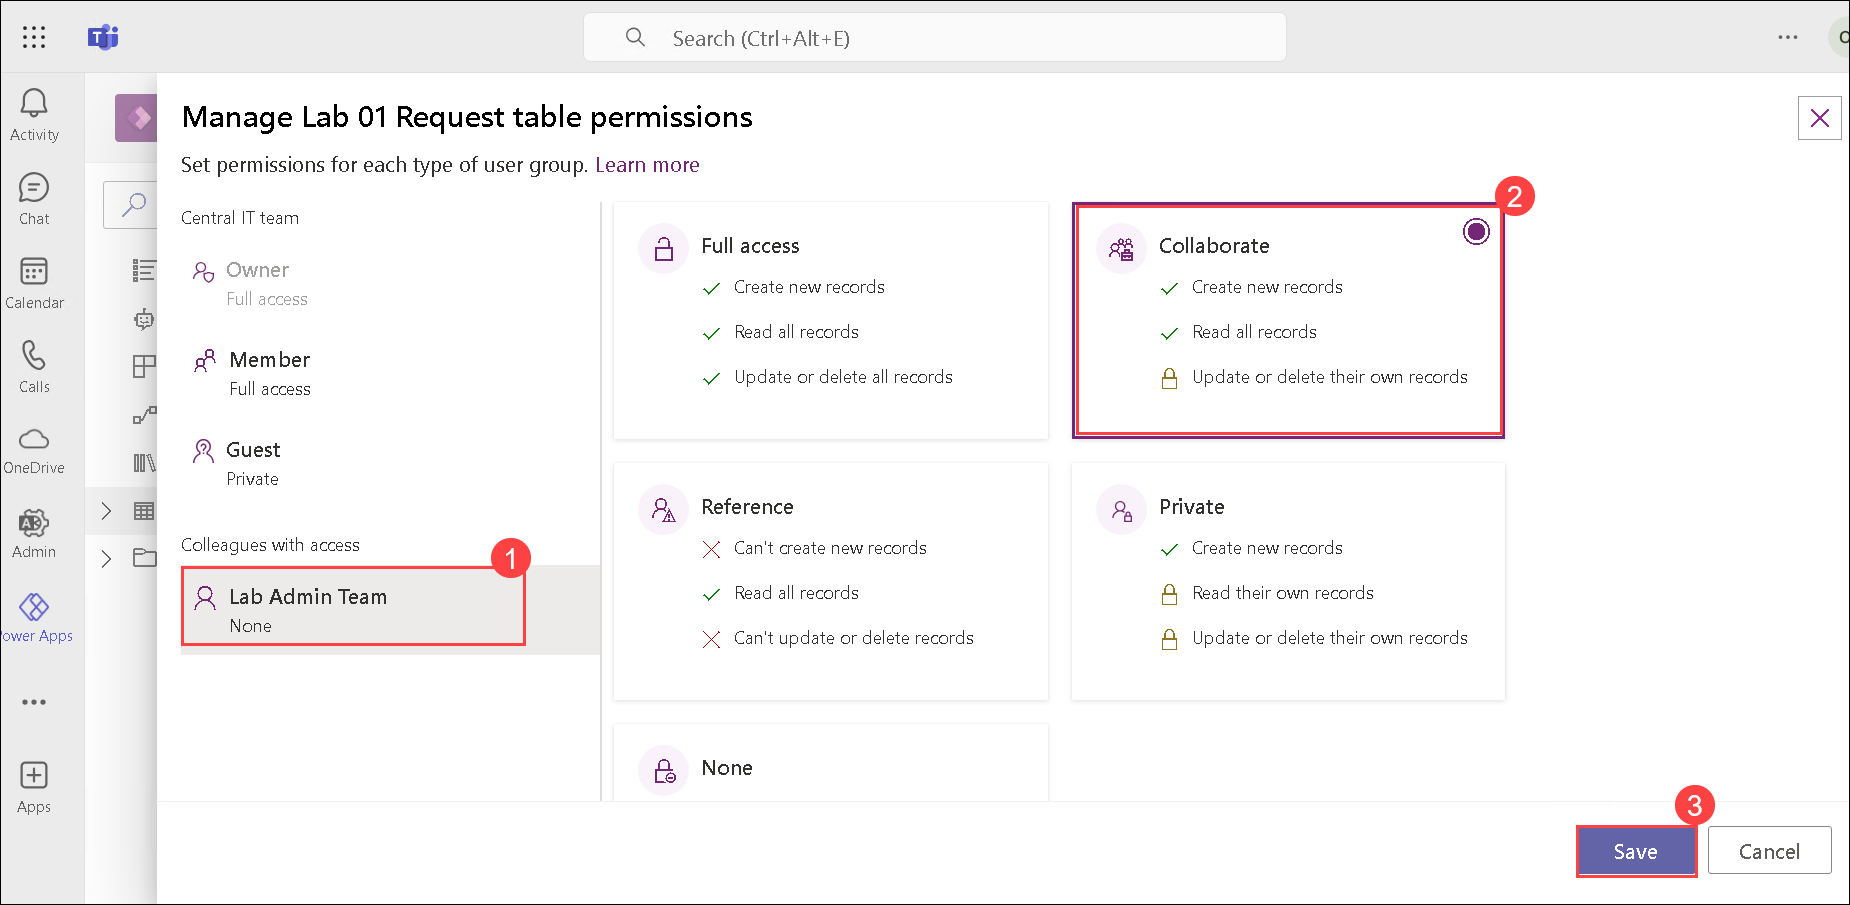 Search (Ctrl+Alt+E)
Activity
Chat
Calendar
Calls
OneDrive
Admin
ower Apps
Apps
Manage Lab 01 Request table permissions
Set permissions for each type of user group. Learn more
Central IT team
Owner
Full access
Member
Full access
Guest
Private
Colleagues with access
1
Lab Admin Team
None
Full access
Create new records
Read all records
Update or delete all records
2
Collaborate
Create new records
Read all records
Update or delete their own records
Reference
Can't create new records
Read all records
Can't update or delete records
Private
Create new records
Read their own records
Update or delete their own records
None
3
Save
Cancel